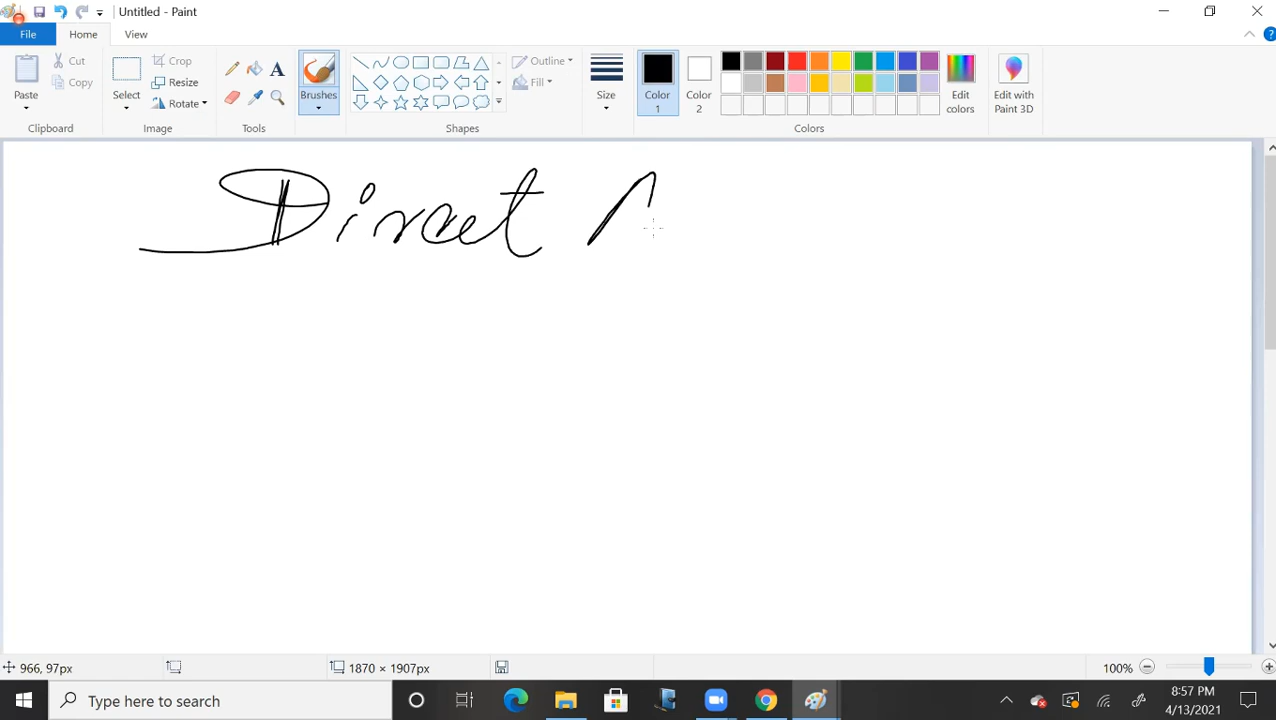 Untitled - Paint
File
Home
View
Paste
Cut
Copy
Clipboard
Select
Crop
Resize
Rotate
Image
A
Tools
Brushes
Shapes
Outline
Fill
Size
Color 1
Color 2
Edit colors
Edit with Paint 3D
Colors
?
Direct
966, 97px
1870 × 1907px
100%
Type here to search
8:57 PM
4/13/2021